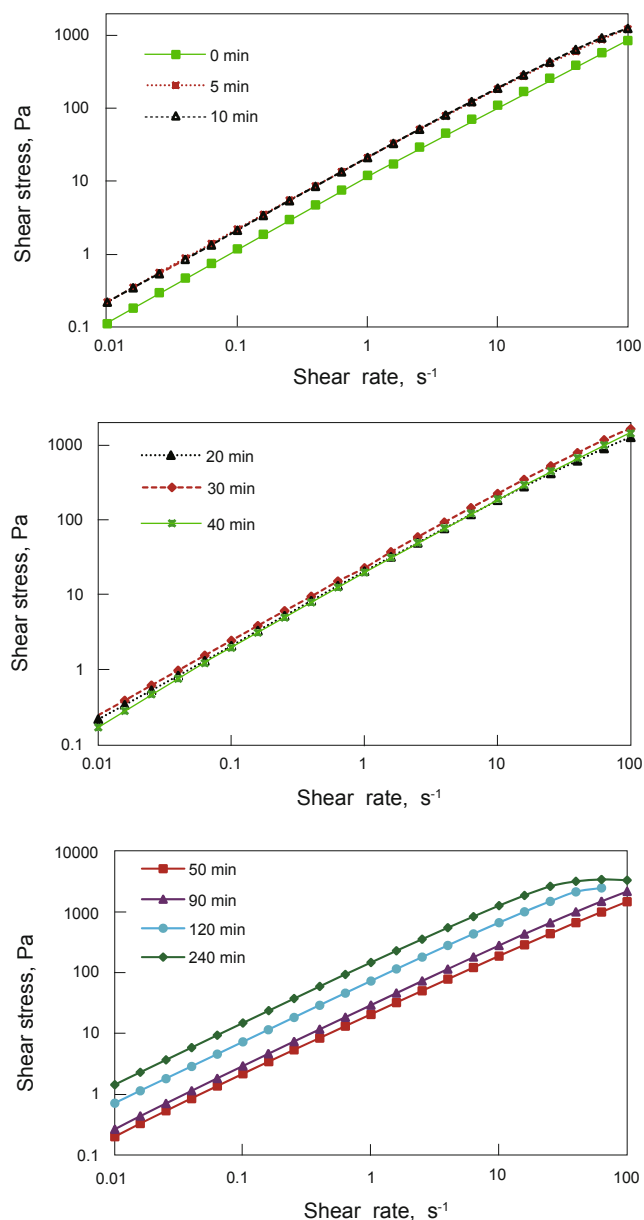 1000
100
10
1
0.1
Shear stress, Pa
0 min
5 min
10 min
0.01 0.1 1 10 100
Shear rate, s-1
1000
100
10
1
0.1
Shear stress, Pa
20 min
30 min
40 min
0.01 0.1 1 10 100
Shear rate, s-1
10000
1000
100
10
1
0.1
Shear stress, Pa
50 min
90 min
120 min
240 min
0.01 0.1 1 10 100
Shear rate, s-1